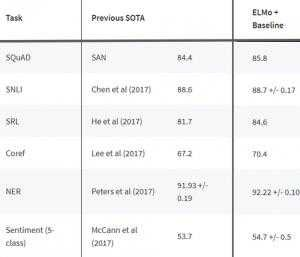 Task Previous SOTA ELMo +
Baseline
SQuAD SAN 84.4 85.8
SNLI Chen et al (2017) 88.6 88.7 +/- 0.17
SRL He et al (2017) 81.7 84.6
Coref Lee et al (2017) 67.2 70.4
NER Peters et al (2017) 91.93 +/-
0.19 92.22 +/- 0.10
Sentiment (5-
class) McCann et al
(2017) 53.7 54.7 +/- 0.5